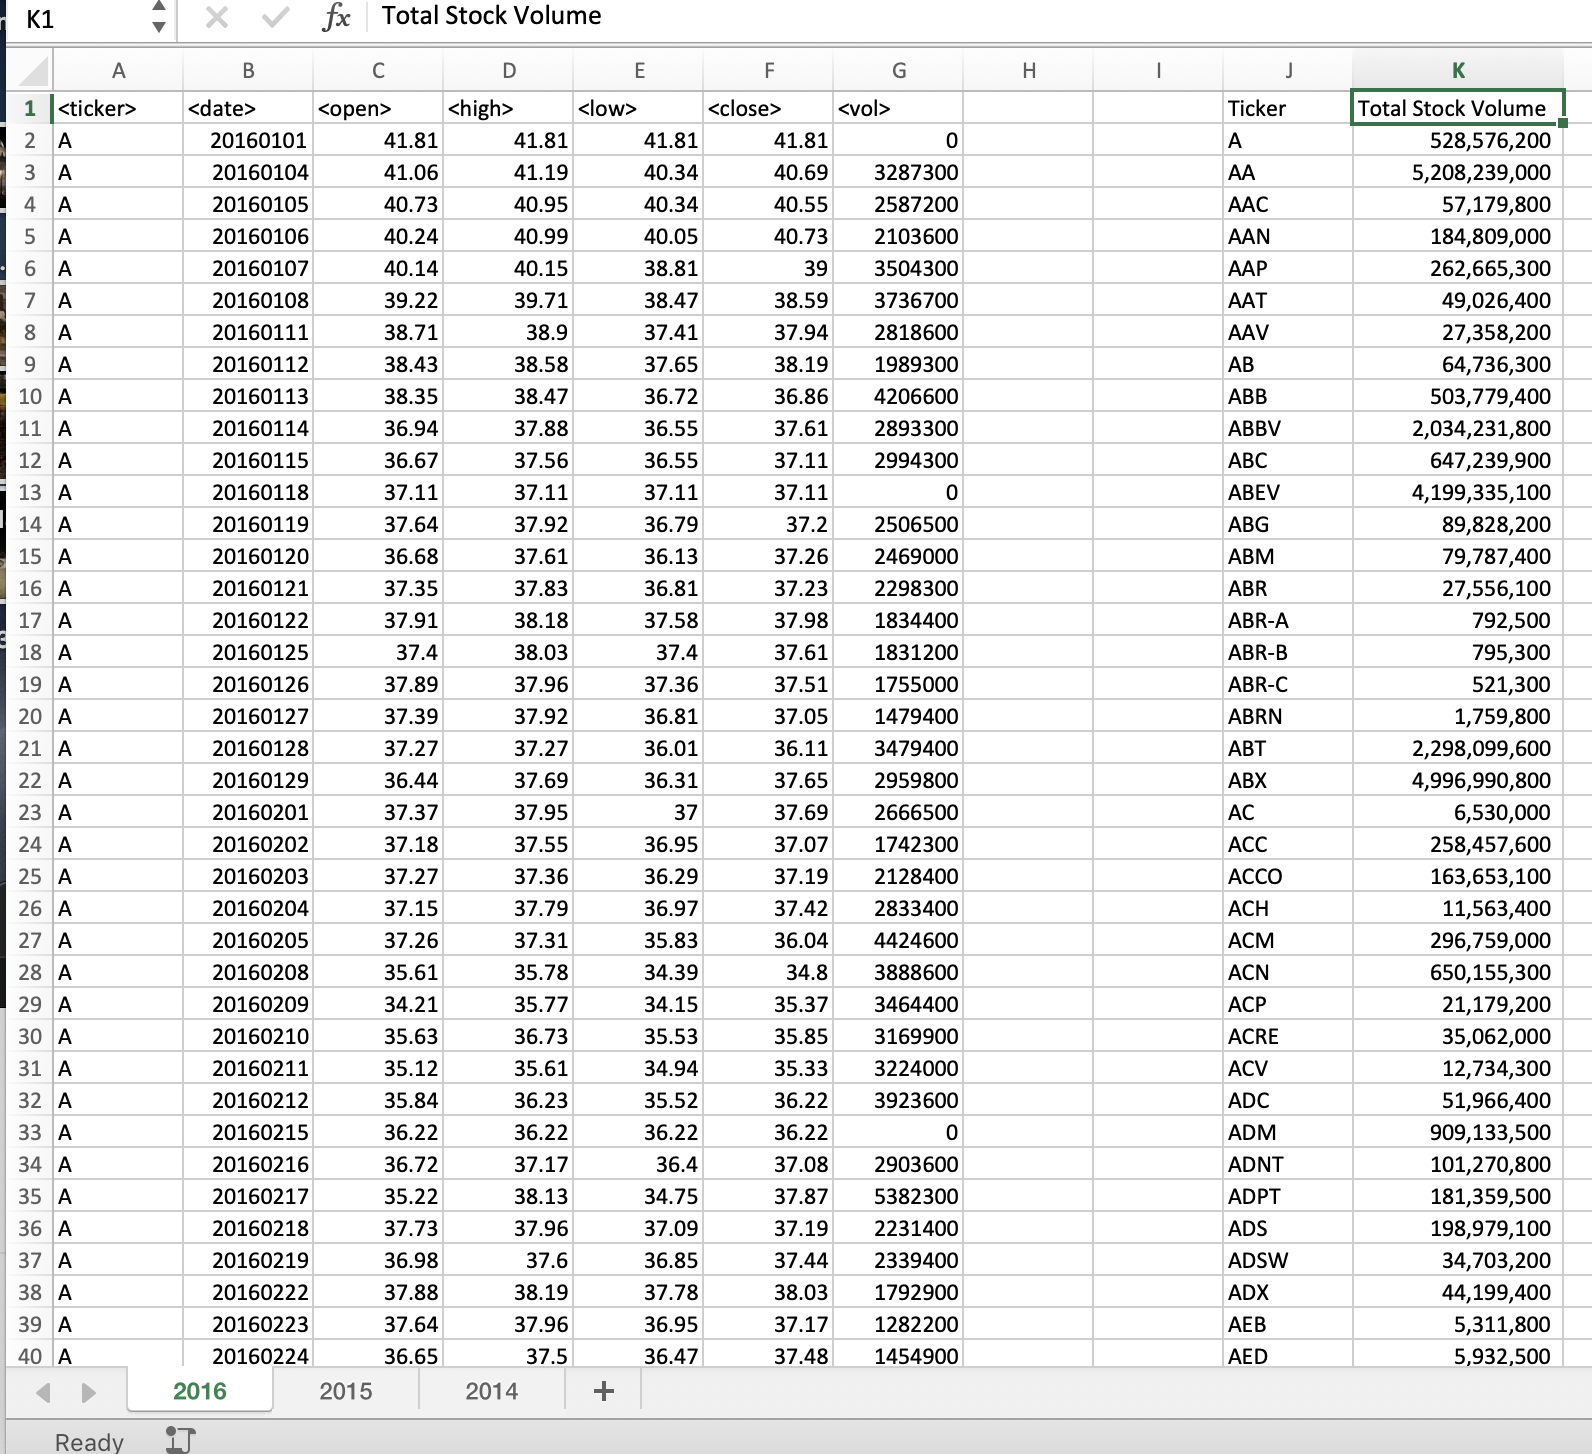 K1 fx Total Stock Volume
A B C D E F G H I J K
1 <ticker> <date> <open> <high> <low> <close> <vol> Ticker Total Stock Volume
2 A 20160101 41.81 41.81 41.81 41.81 0 A 528,576,200
3 A 20160104 41.06 41.19 40.34 40.69 3287300 AA 5,208,239,000
4 A 20160105 40.73 40.95 40.34 40.55 2587200 AAC 57,179,800
5 A 20160106 40.24 40.99 40.05 40.73 2103600 AAN 184,809,000
6 A 20160107 40.14 40.15 38.81 39 3504300 AAP 262,665,300
7 A 20160108 39.22 39.71 38.47 38.59 3736700 AAT 49,026,400
8 A 20160111 38.71 38.9 37.41 37.94 2818600 AAV 27,358,200
9 A 20160112 38.43 38.58 37.65 38.19 1989300 AB 64,736,300
10 A 20160113 38.35 38.47 36.72 36.86 4206600 ABB 503,779,400
11 A 20160114 36.94 37.88 36.55 37.61 2893300 ABBV 2,034,231,800
12 A 20160115 36.67 37.56 36.55 37.11 2994300 ABC 647,239,900
13 A 20160118 37.11 37.11 37.11 37.11 0 ABEV 4,199,335,100
14 A 20160119 37.64 37.92 36.79 37.2 2506500 ABG 89,828,200
15 A 20160120 36.68 37.61 36.13 37.26 2469000 ABM 79,787,400
16 A 20160121 37.35 37.83 36.81 37.23 2298300 ABR 27,556,100
17 A 20160122 37.91 38.18 37.58 37.98 1834400 ABR-A 792,500
18 A 20160125 37.4 38.03 37.4 37.61 1831200 ABR-B 795,300
19 A 20160126 37.89 37.96 37.36 37.51 1755000 ABR-C 521,300
20 A 20160127 37.39 37.92 36.81 37.05 1479400 ABRN 1,759,800
21 A 20160128 37.27 37.27 36.01 36.11 3479400 ABT 2,298,099,600
22 A 20160129 36.44 37.69 36.31 37.65 2959800 ABX 4,996,990,800
23 A 20160201 37.37 37.95 37 37.69 2666500 AC 6,530,000
24 A 20160202 37.18 37.55 36.95 37.07 1742300 ACC 258,457,600
25 A 20160203 37.27 37.36 36.29 37.19 2128400 ACCO 163,653,100
26 A 20160204 37.15 37.79 36.97 37.42 2833400 ACH 11,563,400
27 A 20160205 37.26 37.31 35.83 36.04 4424600 ACM 296,759,000
28 A 20160208 35.61 35.78 34.39 34.8 3888600 ACN 650,155,300
29 A 20160209 34.21 35.77 34.15 35.37 3464400 ACP 21,179,200
30 A 20160210 35.63 36.73 35.53 35.85 3169900 ACRE 35,062,000
31 A 20160211 35.12 35.61 34.94 35.33 3224000 ACV 12,734,300
32 A 20160212 35.84 36.23 35.52 36.22 3923600 ADC 51,966,400
33 A 20160215 36.22 36.22 36.22 36.22 0 ADM 909,133,500
34 A 20160216 36.72 37.17 36.4 37.08 2903600 ADNT 101,270,800
35 A 20160217 35.22 38.13 34.75 37.87 5382300 ADPT 181,359,500
36 A 20160218 37.73 37.96 37.09 37.19 2231400 ADS 198,979,100
37 A 20160219 36.98 37.6 36.85 37.44 2339400 ADSW 34,703,200
38 A 20160222 37.88 38.19 37.78 38.03 1792900 ADX 44,199,400
39 A 20160223 37.64 37.96 36.95 37.17 1282200 AEB 5,311,800
40 A 20160224 36.65 37.5 36.47 37.48 1454900 AED 5,932,500
2016 2015 2014 +
Ready